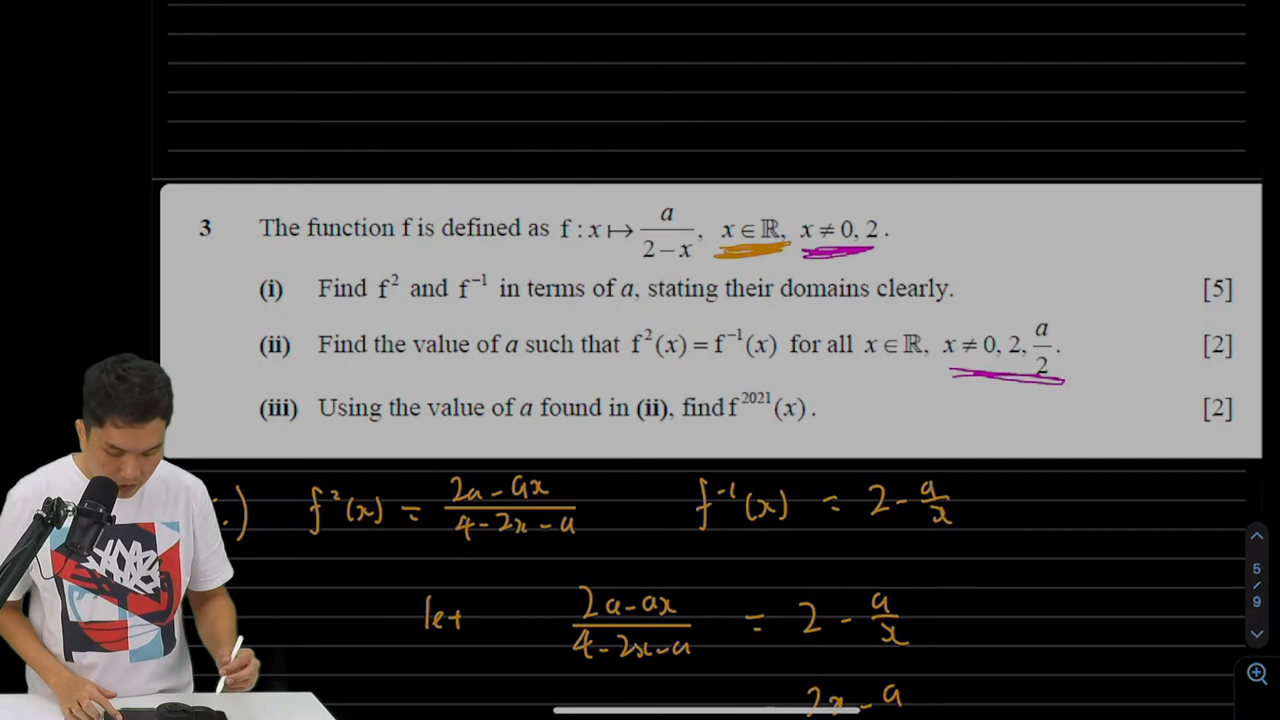 3 The function f is defined as f : x ↦ a/(2−x), x ∈ ℝ, x ≠ 0, 2.
(i) Find f² and f⁻¹ in terms of a, stating their domains clearly. [5]
(ii) Find the value of a such that f²(x) = f⁻¹(x) for all x ∈ ℝ, x ≠ 0, 2, a/2. [2]
(iii) Using the value of a found in (ii), find f²⁰²¹(x). [2]
f²(x) = (2a − ax)/(4 − 2x − a) f⁻¹(x) = 2 − a/x
let (2a − ax)/(4 − 2x − a) = 2 − a/x
2x − a
5
/
9